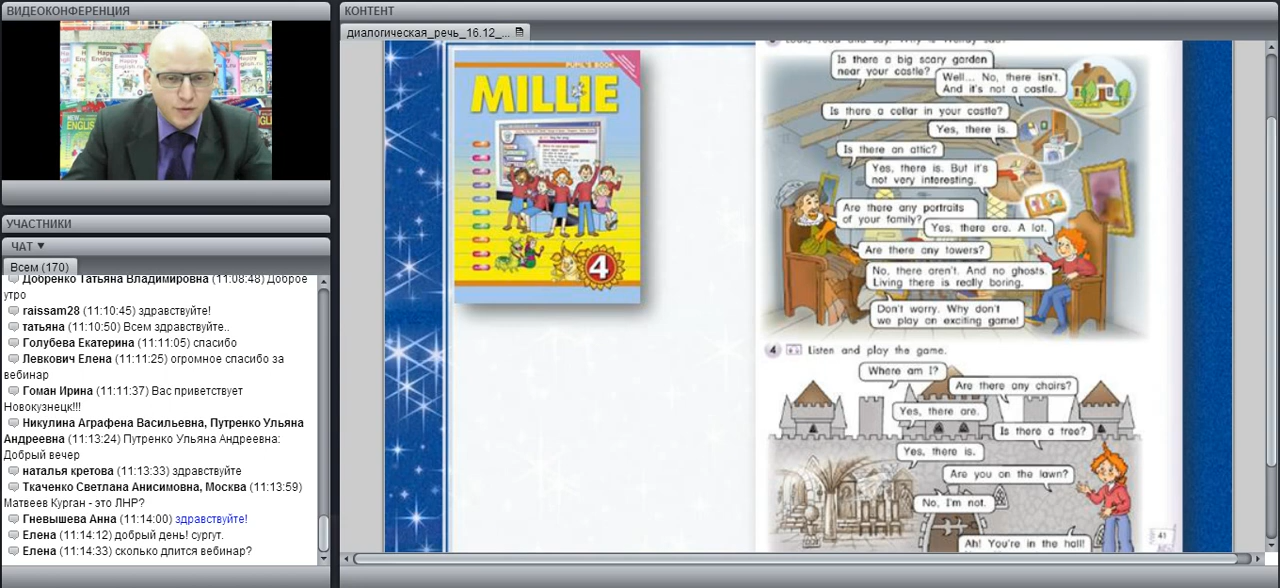 ВИДЕОКОНФЕРЕНЦИЯ
УЧАСТНИКИ
ЧАТ
Всем (170)
Добренко Татьяна Владимировна (11:08:48) Доброе
утро
raissam28 (11:10:45) здравствуйте!
татьяна (11:10:50) Всем здравствуйте..
Голубева Екатерина (11:11:05) спасибо
Левкович Елена (11:11:25) огромное спасибо за
вебинар
Гоман Ирина (11:11:37) Вас приветствует
Новокузнецк!!!
Никулина Аграфена Васильевна, Путренко Ульяна
Андреевна (11:13:24) Путренко Ульяна Андреевна:
Добрый вечер
наталья кретова (11:13:33) здравствуйте
Ткаченко Светлана Анисимовна, Москва (11:13:59)
Матвеев Курган - это ЛНР?
Гневышева Анна (11:14:00) здравствуйте!
Елена (11:14:12) добрый день! сургут.
Елена (11:14:33) сколько длится вебинар?
КОНТЕНТ
диалогическая_речь_16.12_...
PUPIL'S BOOK
MILLIE
4
Is there a big scary garden
near your castle?
Well... No, there isn't.
And it's not a castle.
Is there a cellar in your castle?
Yes, there is.
Is there an attic?
Yes, there is. But it's
not very interesting.
Are there any portraits
of your family?
Yes, there are. A lot.
Are there any towers?
No, there aren't. And no ghosts.
Living there is really boring.
Don't worry. Why don't
we play an exciting game!
4 Listen and play the game.
Where am I?
Are there any chairs?
Yes, there are.
Is there a tree?
Yes, there is.
Are you on the lawn?
No, I'm not.
Ah! You're in the hall!
41